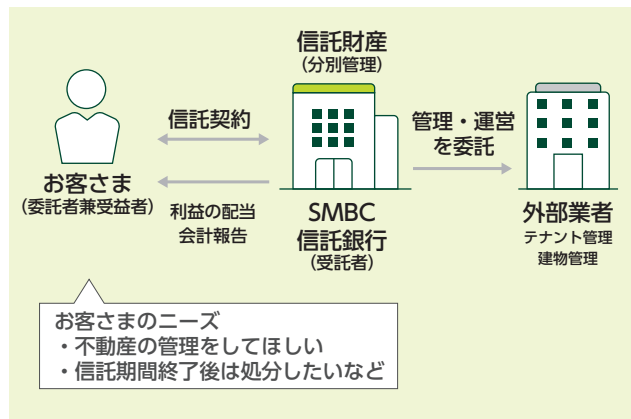 信託財産
（分別管理）
信託契約
管理・運営
を委託
お客さま
（委託者兼受益者）
利益の配当
会計報告
SMBC
信託銀行
（受託者）
外部業者
テナント管理
建物管理
お客さまのニーズ
・不動産の管理をしてほしい
・信託期間終了後は処分したいなど